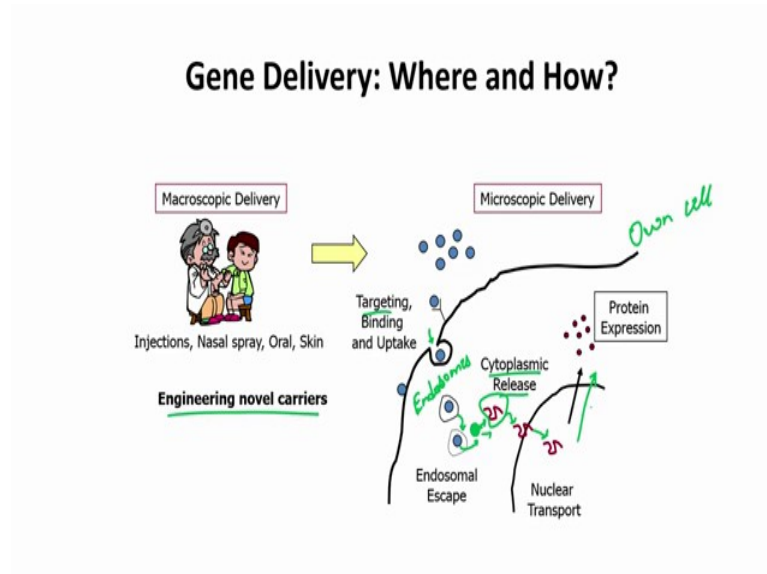 Gene Delivery: Where and How?
Macroscopic Delivery
Injections, Nasal spray, Oral, Skin
Engineering novel carriers
Microscopic Delivery
Own cell
Targeting,
Binding
and Uptake
Endosomes
Cytoplasmic
Release
Protein
Expression
Endosomal
Escape
Nuclear
Transport